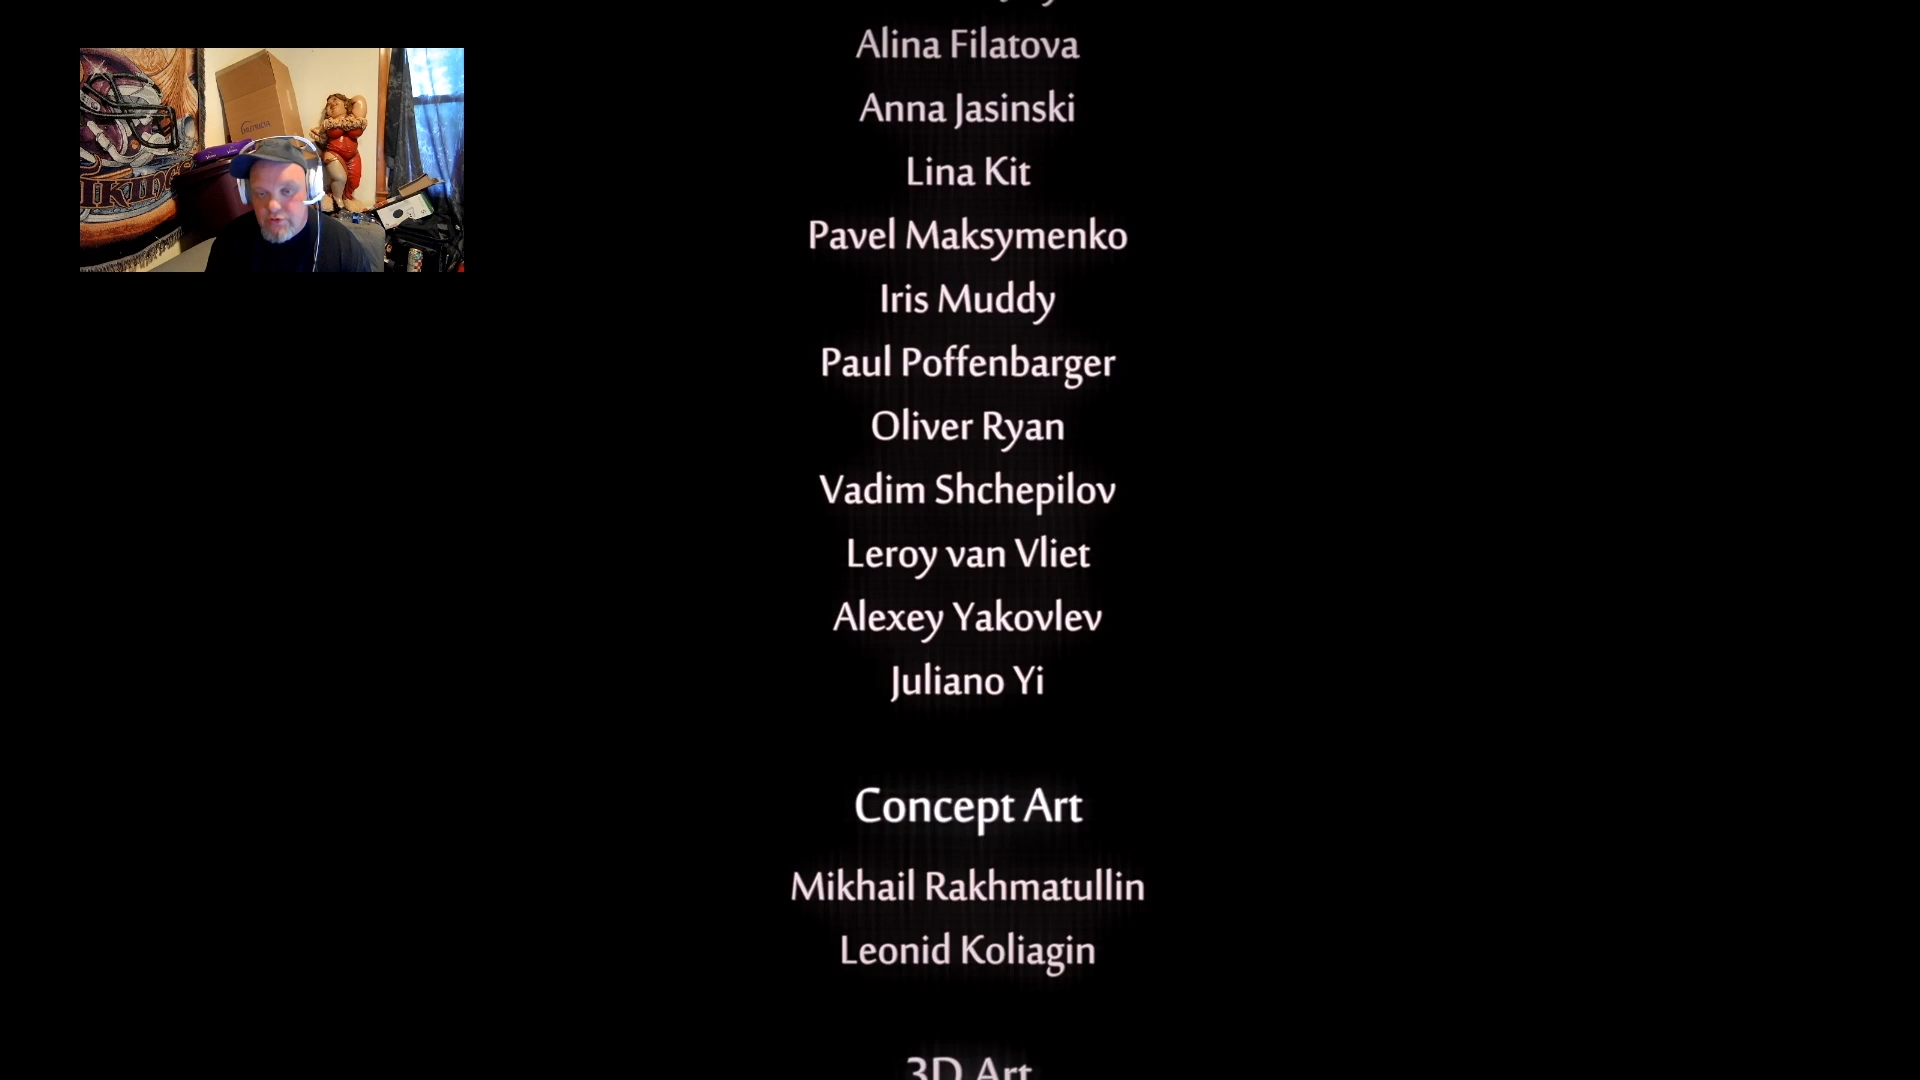 Alina Filatova
Anna Jasinski
Lina Kit
Pavel Maksymenko
Iris Muddy
Paul Poffenbarger
Oliver Ryan
Vadim Shchepilov
Leroy van Vliet
Alexey Yakovlev
Juliano Yi
Concept Art
Mikhail Rakhmatullin
Leonid Koliagin
3D Art